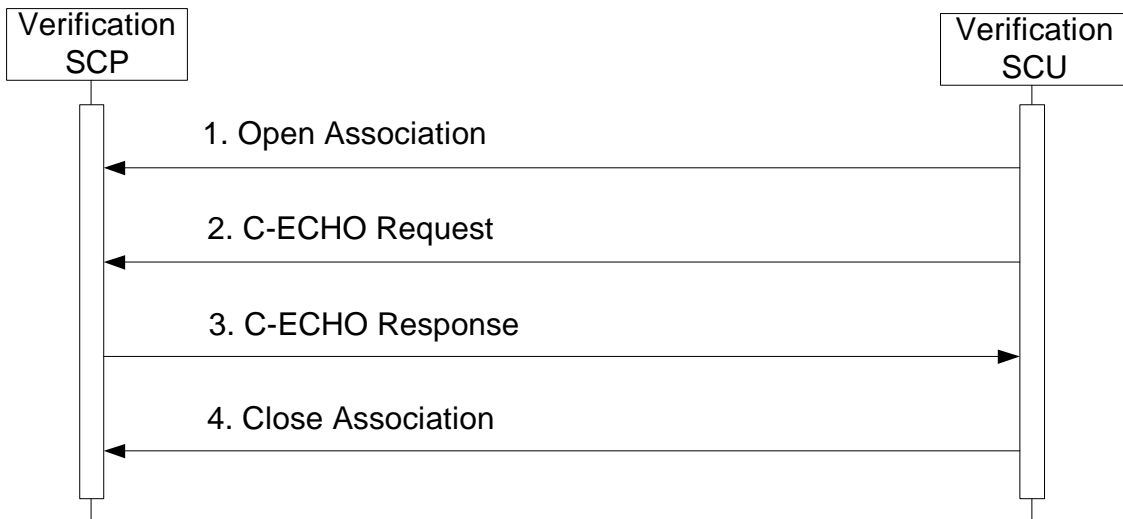 Verification
SCP
Verification
SCU
1. Open Association
2. C-ECHO Request
3. C-ECHO Response
4. Close Association